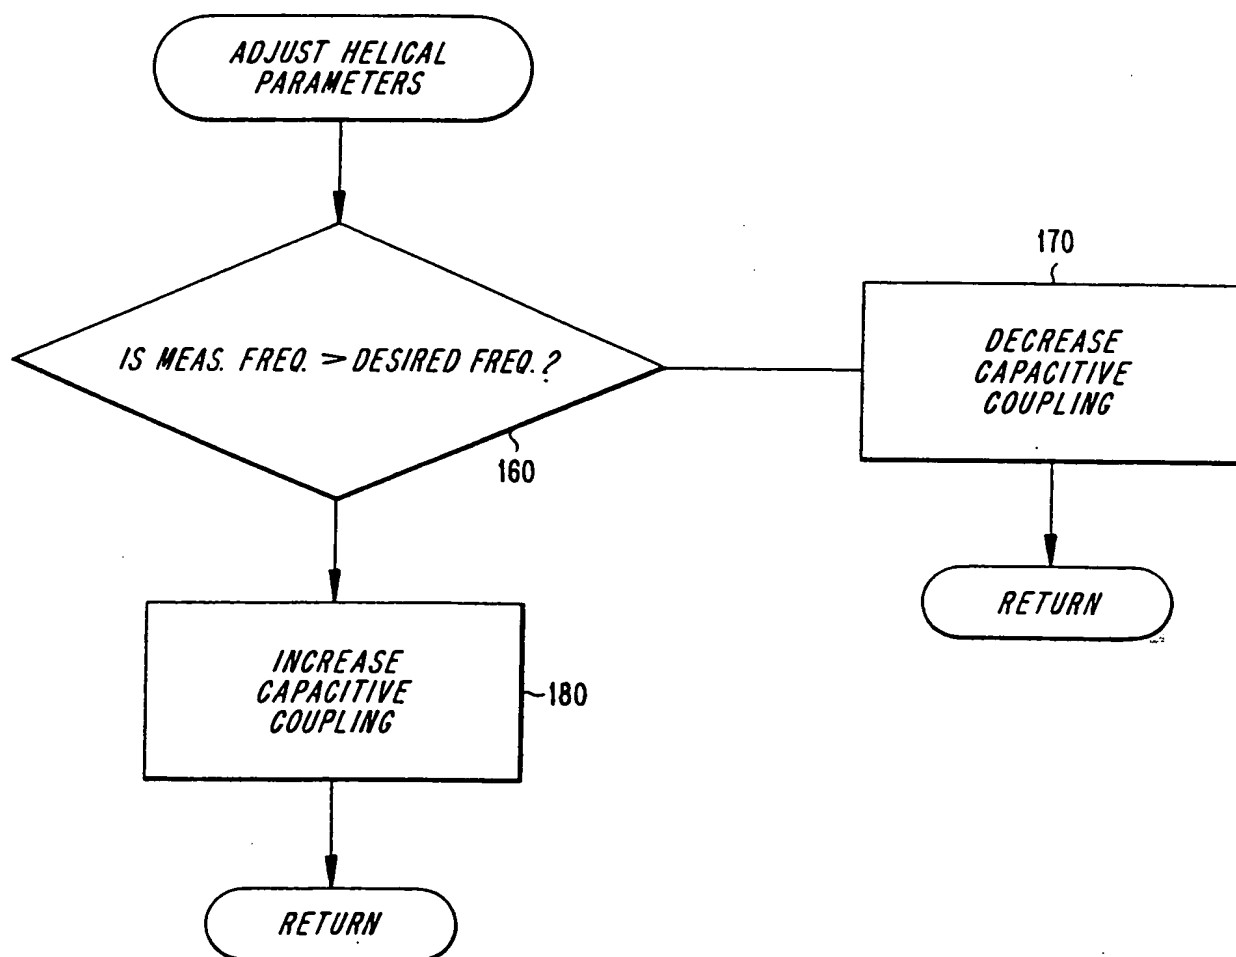 ADJUST HELICAL
PARAMETERS
IS MEAS. FREQ. > DESIRED FREQ.?
160
170
DECREASE
CAPACITIVE
COUPLING
RETURN
INCREASE
CAPACITIVE
COUPLING
180
RETURN